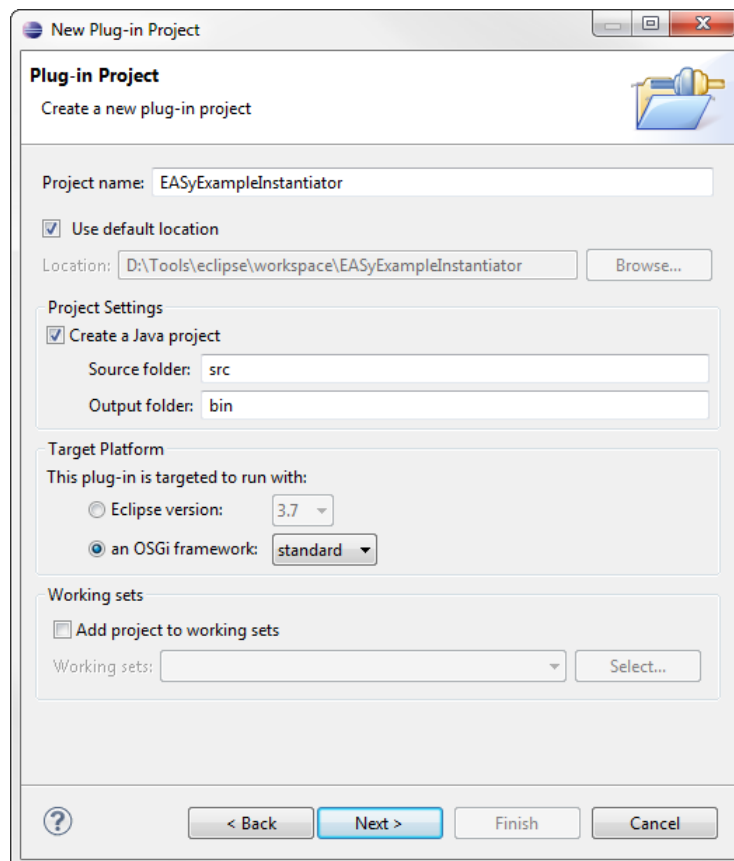 New Plug-in Project
Plug-in Project
Create a new plug-in project
Project name: EASyExampleInstantiator
Use default location
Location: D:\Tools\eclipse\workspace\EASyExampleInstantiator Browse...
Project Settings
Create a Java project
Source folder: src
Output folder: bin
Target Platform
This plug-in is targeted to run with:
Eclipse version: 3.7
an OSGi framework: standard
Working sets
Add project to working sets
Working sets: Select...
? < Back Next > Finish Cancel